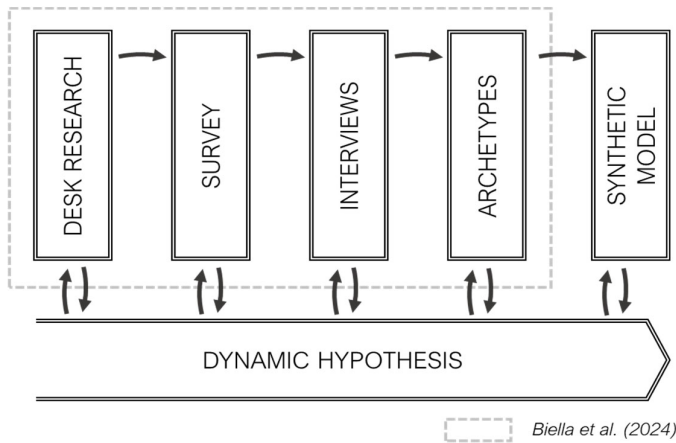 DESK RESEARCH
SURVEY
INTERVIEWS
ARCHETYPES
SYNTHETIC
MODEL
DYNAMIC HYPOTHESIS
Biella et al. (2024)